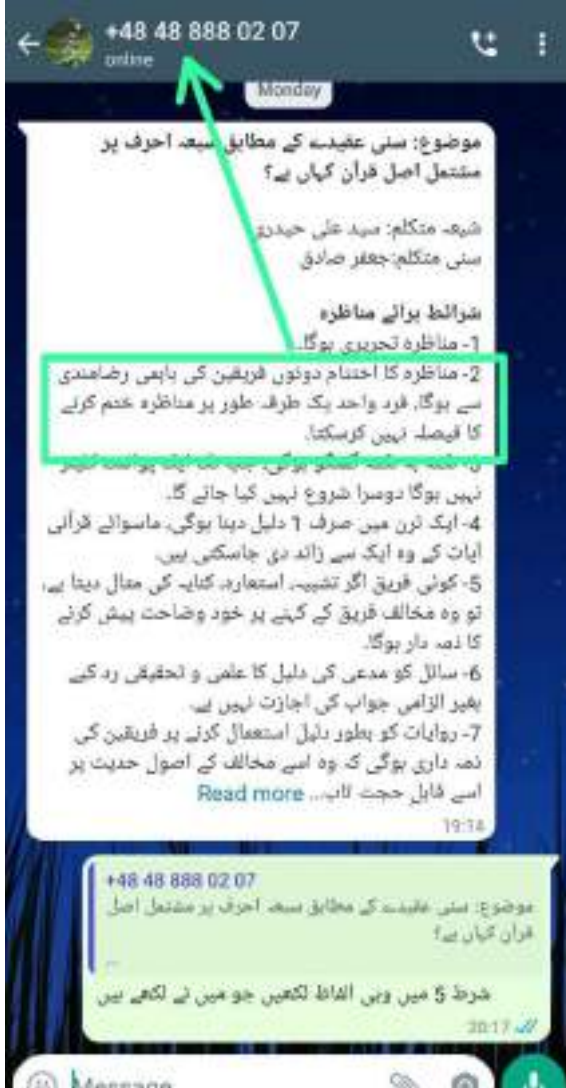 +48 48 888 02 07
online
Monday
موضوع: سنی عقیدے کے مطابق سبعہ احرف پر
مشتمل اصل قرآن کہاں ہے؟
شیعہ متکلم: سید علی حیدری
سنی متکلم:جعفر صادق
شرائط برائے مناظرہ
1- مناظرہ تحریری ہوگا۔
2- مناظرہ کا اختتام دونوں فریقین کی باہمی رضامندی
سے ہوگا، فرد واحد یک طرفہ طور پر مناظرہ ختم کرنے
کا فیصلہ نہیں کرسکتا۔
نہیں ہوگا دوسرا شروع نہیں کیا جائے گا۔
4- ایک ٹرن میں صرف 1 دلیل دینا ہوگی، ماسوائے قرآنی
آیات کے وہ ایک سے زائد دی جاسکتی ہیں۔
5- کوئی فریق اگر تشبیہ، استعارہ، کنایہ کی مثال دیتا ہے،
تو وہ مخالف فریق کے کہنے پر خود وضاحت پیش کرنے
کا ذمہ دار ہوگا۔
6- سائل کو مدعی کی دلیل کا علمی و تحقیقی رد کیے
بغیر الزامی جواب کی اجازت نہیں ہے۔
7- روایات کو بطور دلیل استعمال کرنے پر فریقین کی
ذمہ داری ہوگی کہ وہ اسے مخالف کے اصول حدیث پر
اسے قابل حجت ثاب... Read more
19:14
+48 48 888 02 07
موضوع: سنی عقیدے کے مطابق سبعہ احرف پر مشتمل اصل
قرآن کہاں ہے؟
...
شرط 5 میں وہی الفاظ لکھیں جو میں نے لکھے ہیں
20:17
Message